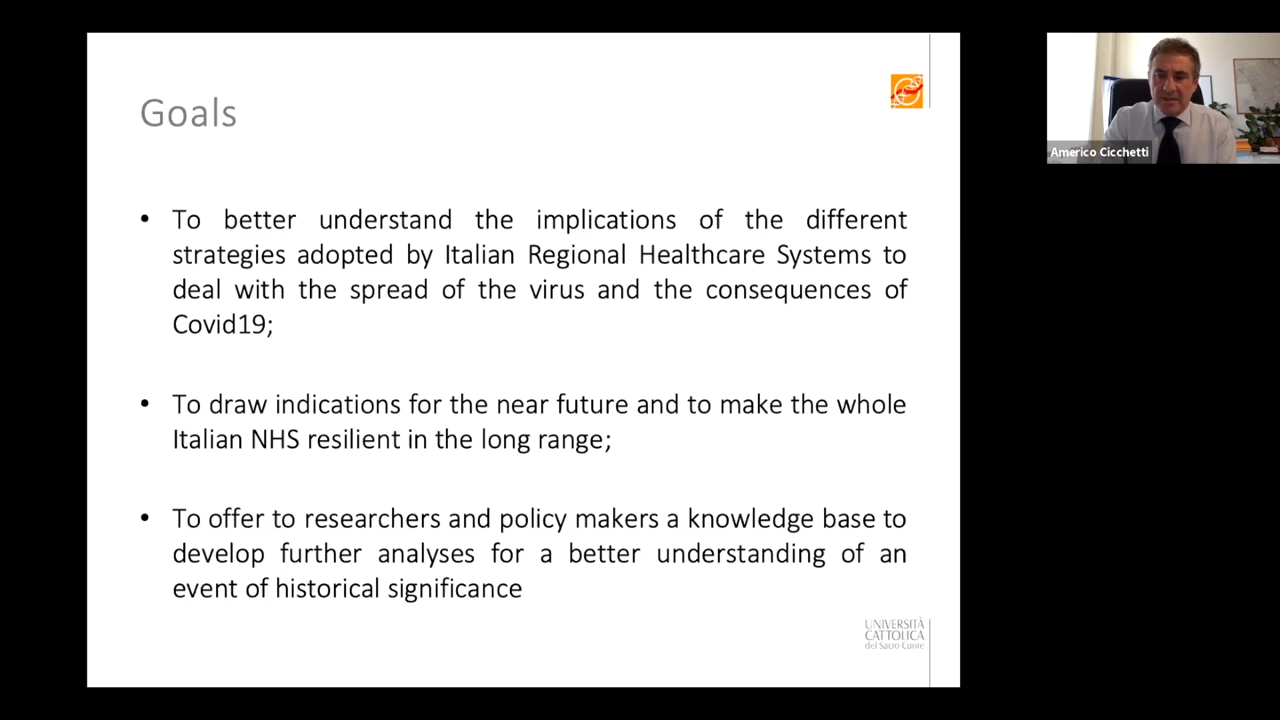 Goals
• To better understand the implications of the different
strategies adopted by Italian Regional Healthcare Systems to
deal with the spread of the virus and the consequences of
Covid19;
• To draw indications for the near future and to make the whole
Italian NHS resilient in the long range;
• To offer to researchers and policy makers a knowledge base to
develop further analyses for a better understanding of an
event of historical significance
UNIVERSITÀ
CATTOLICA
del Sacro Cuore
Americo Cicchetti